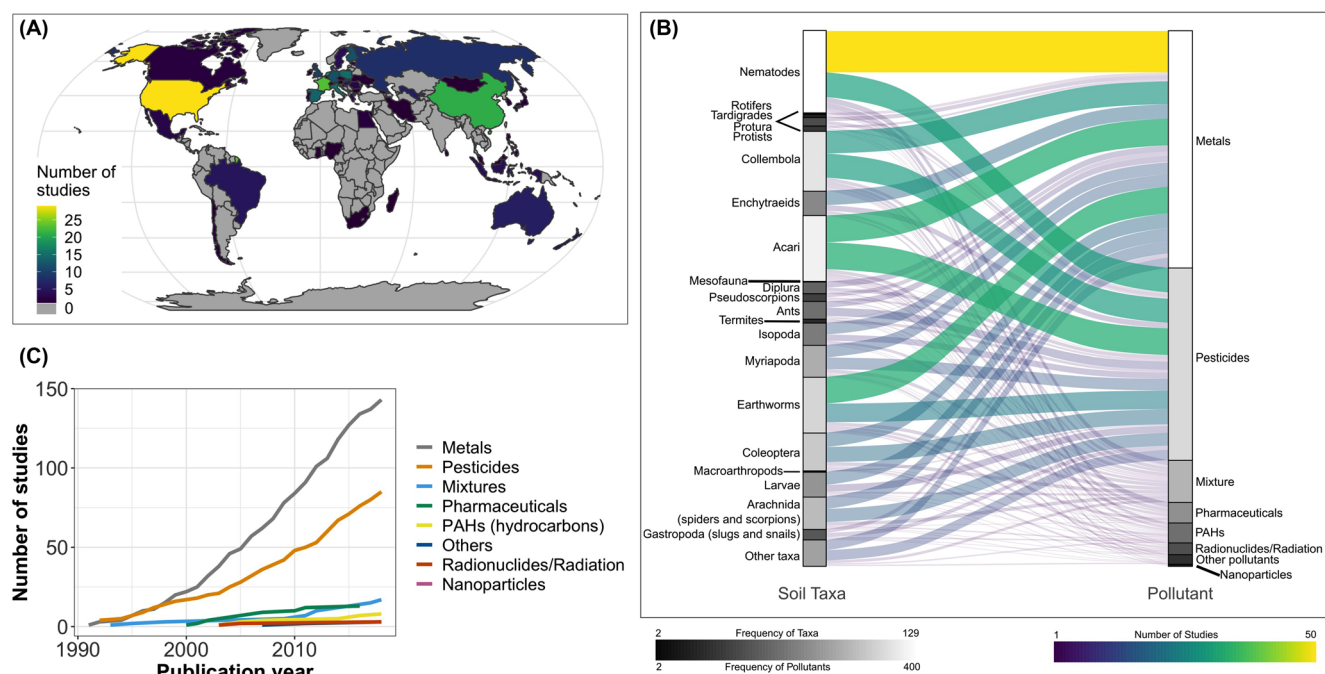 (A)
Number of
studies
25
20
15
10
5
0
(B)
Nematodes
Rotifers
Tardigrades
Protura
Protists
Collembola
Enchytraeids
Acari
Mesofauna
Diplura
Pseudoscorpions
Ants
Termites
Isopoda
Myriapoda
Earthworms
Coleoptera
Macroarthropods
Larvae
Arachnida
(spiders and scorpions)
Gastropoda (slugs and snails)
Other taxa
Soil Taxa
Metals
Pesticides
Mixture
Pharmaceuticals
PAHs
Radionuclides/Radiation
Other pollutants
Nanoparticles
Pollutant
2 Frequency of Taxa 129
2 Frequency of Pollutants 400
1 Number of Studies 50
(C)
Number of studies
150
100
50
0
1990 2000 2010
Publication year
Metals
Pesticides
Mixtures
Pharmaceuticals
PAHs (hydrocarbons)
Others
Radionuclides/Radiation
Nanoparticles